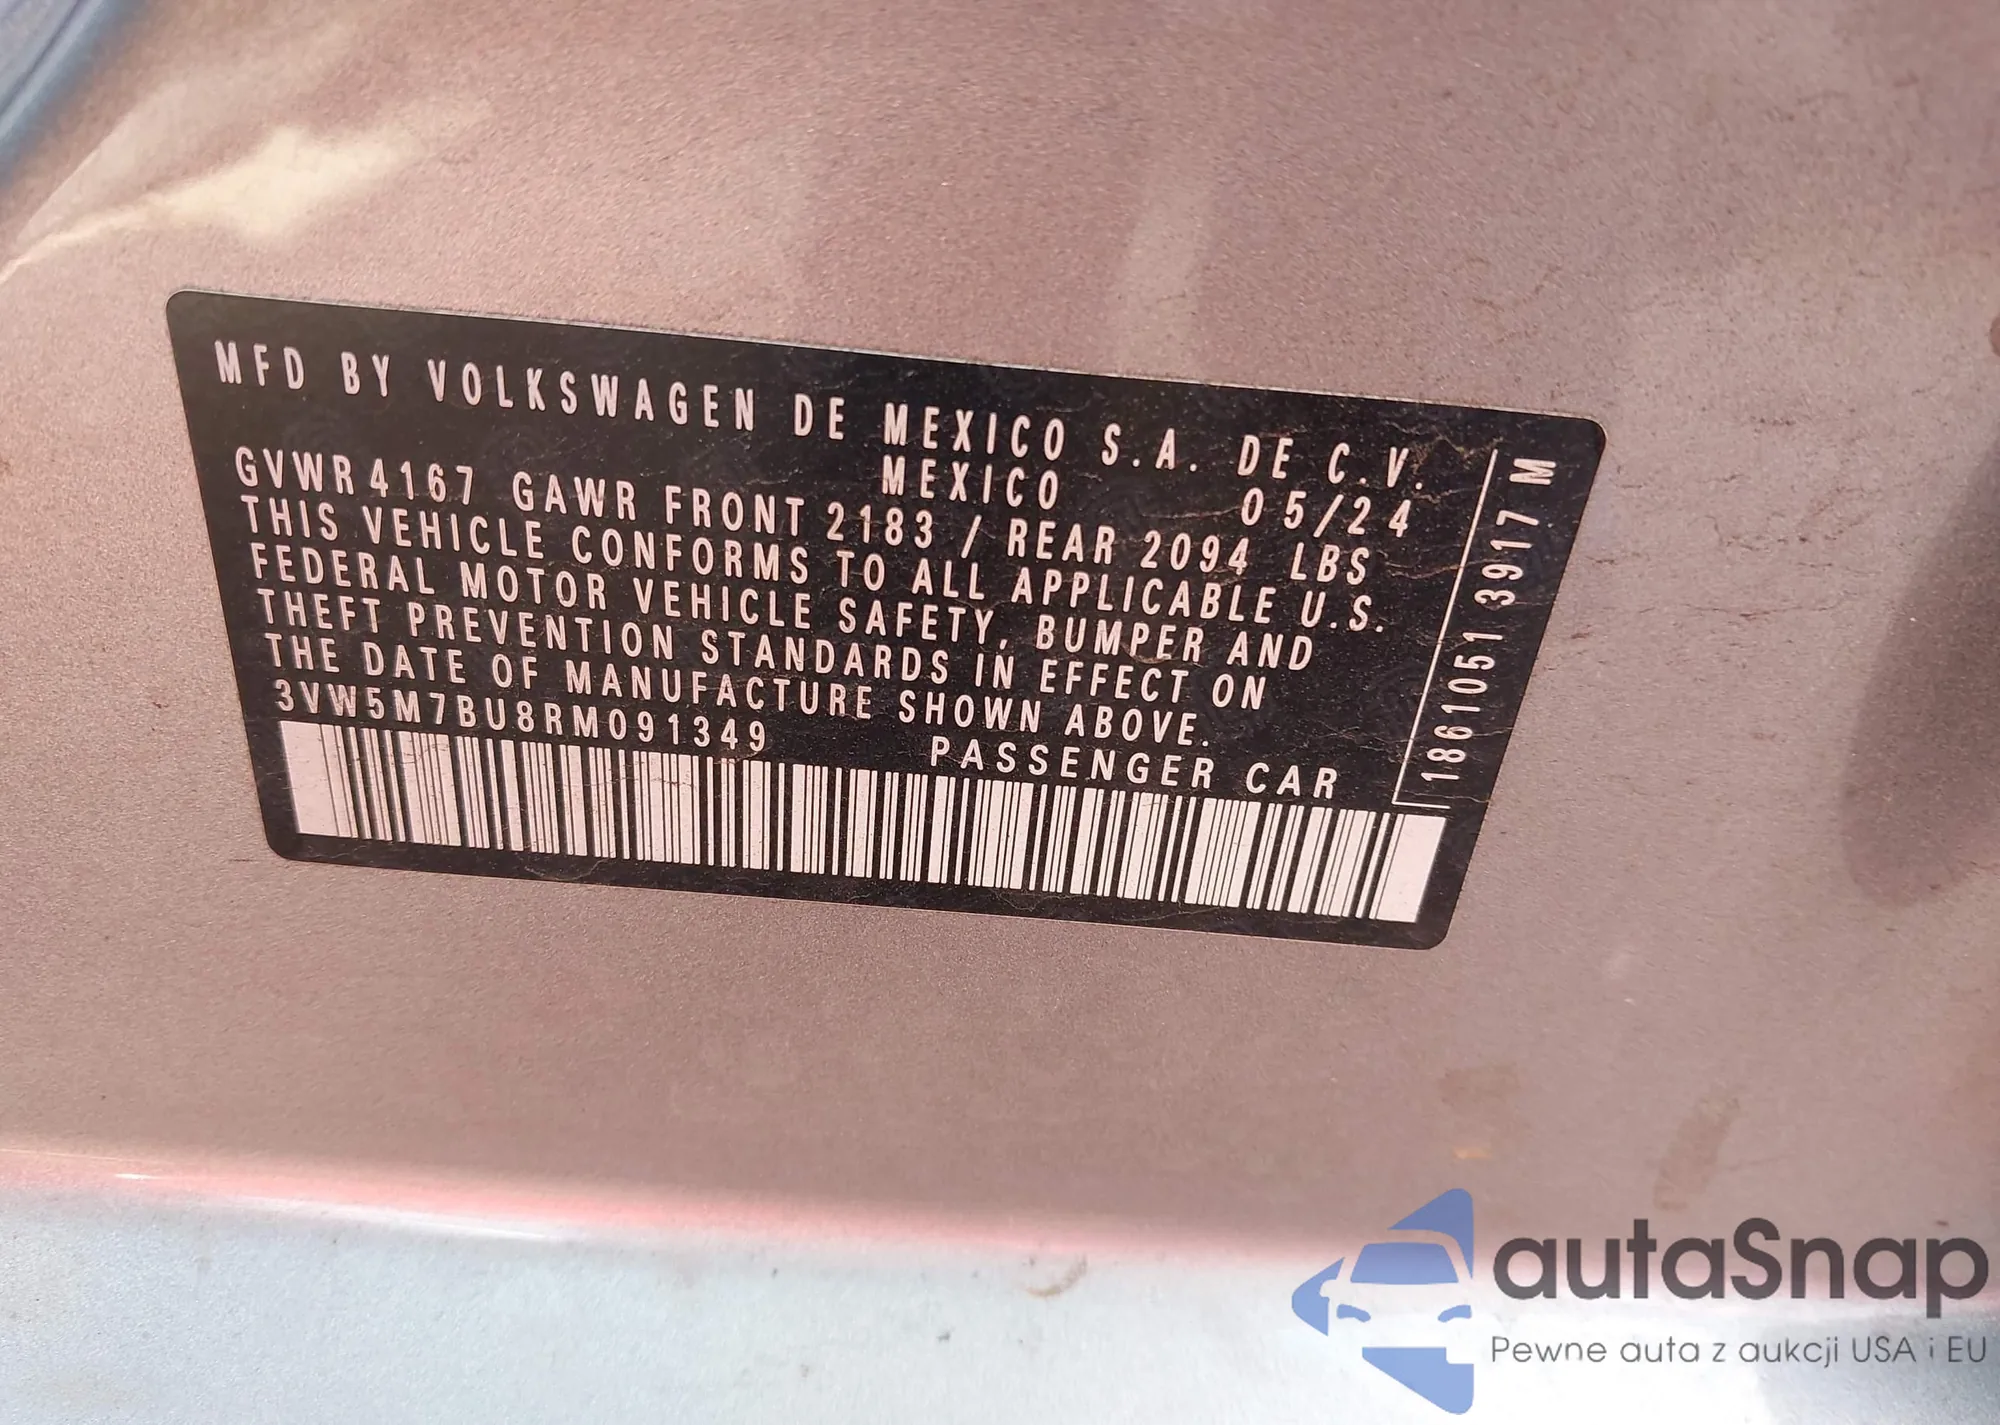 MFD BY VOLKSWAGEN DE MEXICO S.A. DE C.V.
MEXICO 05/24
GVWR 4167 GAWR FRONT 2183 / REAR 2094 LBS
THIS VEHICLE CONFORMS TO ALL APPLICABLE U.S.
FEDERAL MOTOR VEHICLE SAFETY, BUMPER AND
THEFT PREVENTION STANDARDS IN EFFECT ON
THE DATE OF MANUFACTURE SHOWN ABOVE.
3VW5M7BU8RM091349 PASSENGER CAR
1861051 3917 M
autaSnap
Pewne auta z aukcji USA i EU